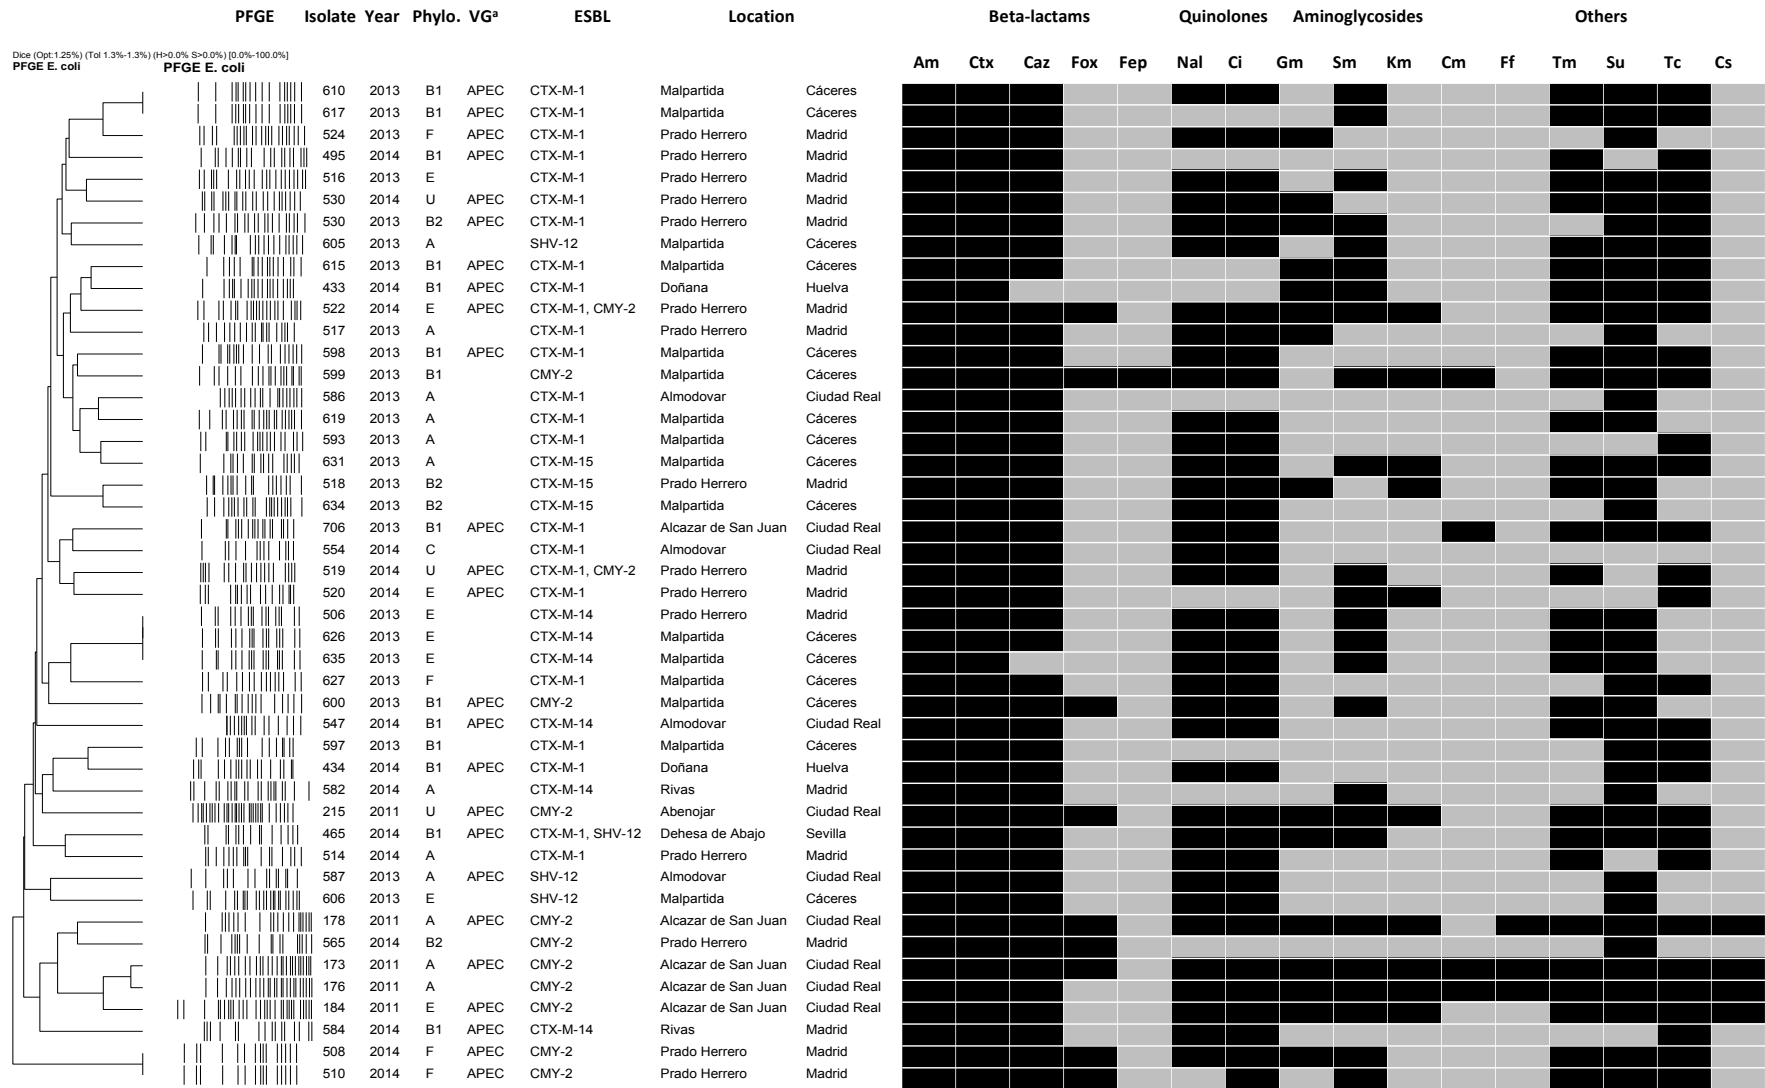 PFGE Isolate Year Phylo. VGᵃ ESBL Location Beta-lactams Quinolones Aminoglycosides Others
Dice (Opt:1.25%) (Tol 1.3%-1.3%) (H>0.0% S>0.0%) [0.0%-100.0%]
PFGE E. coli PFGE E. coli Am Ctx Caz Fox Fep Nal Ci Gm Sm Km Cm Ff Tm Su Tc Cs
610 2013 B1 APEC CTX-M-1 Malpartida Cáceres
617 2013 B1 APEC CTX-M-1 Malpartida Cáceres
524 2013 F APEC CTX-M-1 Prado Herrero Madrid
495 2014 B1 APEC CTX-M-1 Prado Herrero Madrid
516 2013 E CTX-M-1 Prado Herrero Madrid
530 2014 U APEC CTX-M-1 Prado Herrero Madrid
530 2013 B2 APEC CTX-M-1 Prado Herrero Madrid
605 2013 A SHV-12 Malpartida Cáceres
615 2013 B1 APEC CTX-M-1 Malpartida Cáceres
433 2014 B1 APEC CTX-M-1 Doñana Huelva
522 2014 E APEC CTX-M-1, CMY-2 Prado Herrero Madrid
517 2013 A CTX-M-1 Prado Herrero Madrid
598 2013 B1 APEC CTX-M-1 Malpartida Cáceres
599 2013 B1 CMY-2 Malpartida Cáceres
586 2013 A CTX-M-1 Almodovar Ciudad Real
619 2013 A CTX-M-1 Malpartida Cáceres
593 2013 A CTX-M-1 Malpartida Cáceres
631 2013 A CTX-M-15 Malpartida Cáceres
518 2013 B2 CTX-M-15 Prado Herrero Madrid
634 2013 B2 CTX-M-15 Malpartida Cáceres
706 2013 B1 APEC CTX-M-1 Alcazar de San Juan Ciudad Real
554 2014 C CTX-M-1 Almodovar Ciudad Real
519 2014 U APEC CTX-M-1, CMY-2 Prado Herrero Madrid
520 2014 E APEC CTX-M-1 Prado Herrero Madrid
506 2013 E CTX-M-14 Prado Herrero Madrid
626 2013 E CTX-M-14 Malpartida Cáceres
635 2013 E CTX-M-14 Malpartida Cáceres
627 2013 F CTX-M-1 Malpartida Cáceres
600 2013 B1 APEC CMY-2 Malpartida Cáceres
547 2014 B1 APEC CTX-M-14 Almodovar Ciudad Real
597 2013 B1 CTX-M-1 Malpartida Cáceres
434 2014 B1 APEC CTX-M-1 Doñana Huelva
582 2014 A CTX-M-14 Rivas Madrid
215 2011 U APEC CMY-2 Abenojar Ciudad Real
465 2014 B1 APEC CTX-M-1, SHV-12 Dehesa de Abajo Sevilla
514 2014 A CTX-M-1 Prado Herrero Madrid
587 2013 A APEC SHV-12 Almodovar Ciudad Real
606 2013 E SHV-12 Malpartida Cáceres
178 2011 A APEC CMY-2 Alcazar de San Juan Ciudad Real
565 2014 B2 CMY-2 Prado Herrero Madrid
173 2011 A APEC CMY-2 Alcazar de San Juan Ciudad Real
176 2011 A CMY-2 Alcazar de San Juan Ciudad Real
184 2011 E APEC CMY-2 Alcazar de San Juan Ciudad Real
584 2014 B1 APEC CTX-M-14 Rivas Madrid
508 2014 F APEC CMY-2 Prado Herrero Madrid
510 2014 F APEC CMY-2 Prado Herrero Madrid